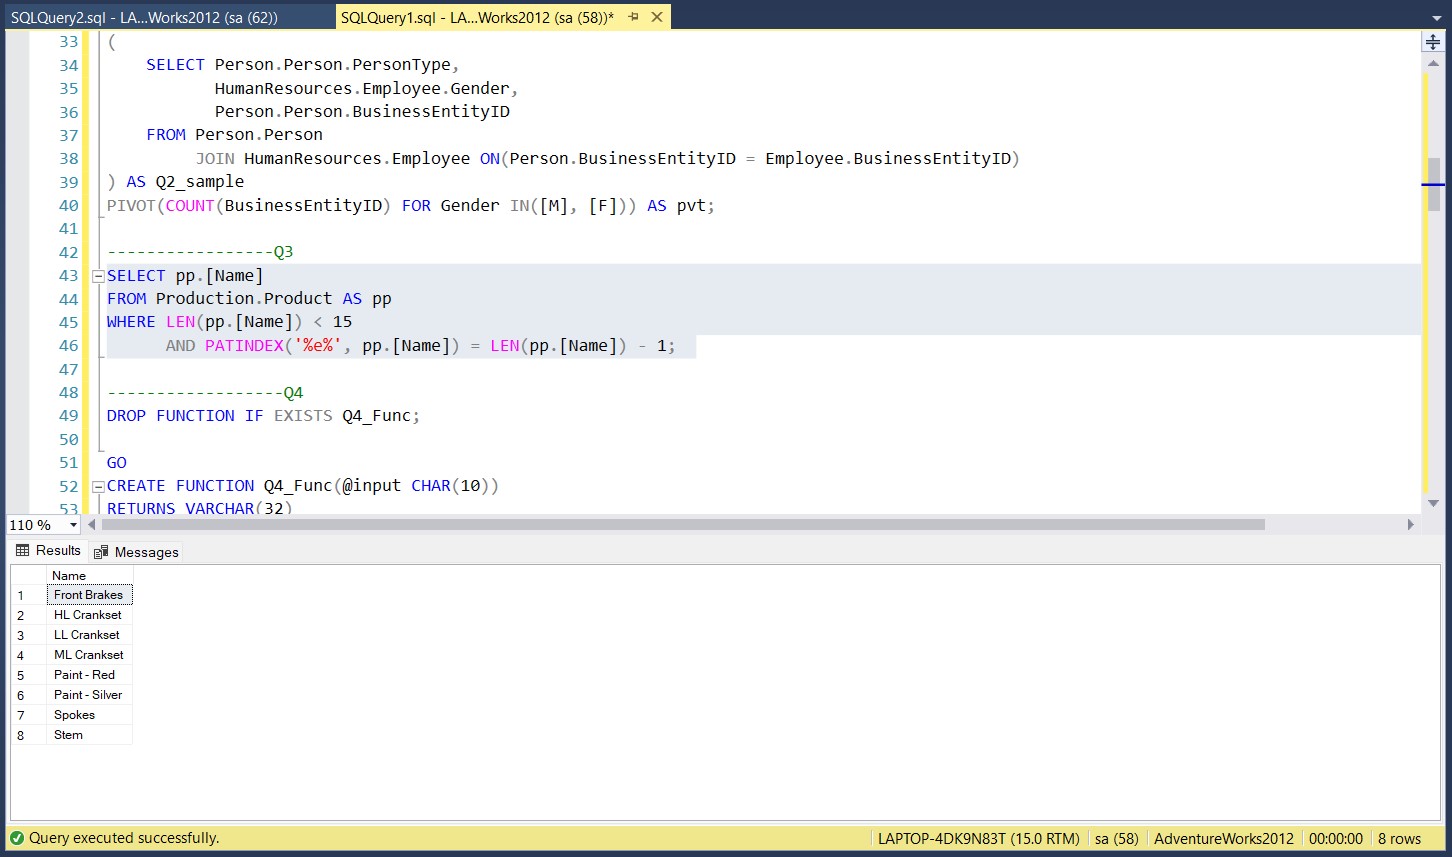 SQLQuery2.sql - LA...Works2012 (sa (62))
SQLQuery1.sql - LA...Works2012 (sa (58))*
33 (
34 SELECT Person.Person.PersonType,
35 HumanResources.Employee.Gender,
36 Person.Person.BusinessEntityID
37 FROM Person.Person
38 JOIN HumanResources.Employee ON(Person.BusinessEntityID = Employee.BusinessEntityID)
39 ) AS Q2_sample
40 PIVOT(COUNT(BusinessEntityID) FOR Gender IN([M], [F])) AS pvt;
41
42 -----------------Q3
43 SELECT pp.[Name]
44 FROM Production.Product AS pp
45 WHERE LEN(pp.[Name]) < 15
46 AND PATINDEX('%e%', pp.[Name]) = LEN(pp.[Name]) - 1;
47
48 ------------------Q4
49 DROP FUNCTION IF EXISTS Q4_Func;
50
51 GO
52 CREATE FUNCTION Q4_Func(@input CHAR(10))
53 RETURNS VARCHAR(32)
110 %
Results Messages
Name
1 Front Brakes
2 HL Crankset
3 LL Crankset
4 ML Crankset
5 Paint - Red
6 Paint - Silver
7 Spokes
8 Stem
Query executed successfully. LAPTOP-4DK9N83T (15.0 RTM) sa (58) AdventureWorks2012 00:00:00 8 rows